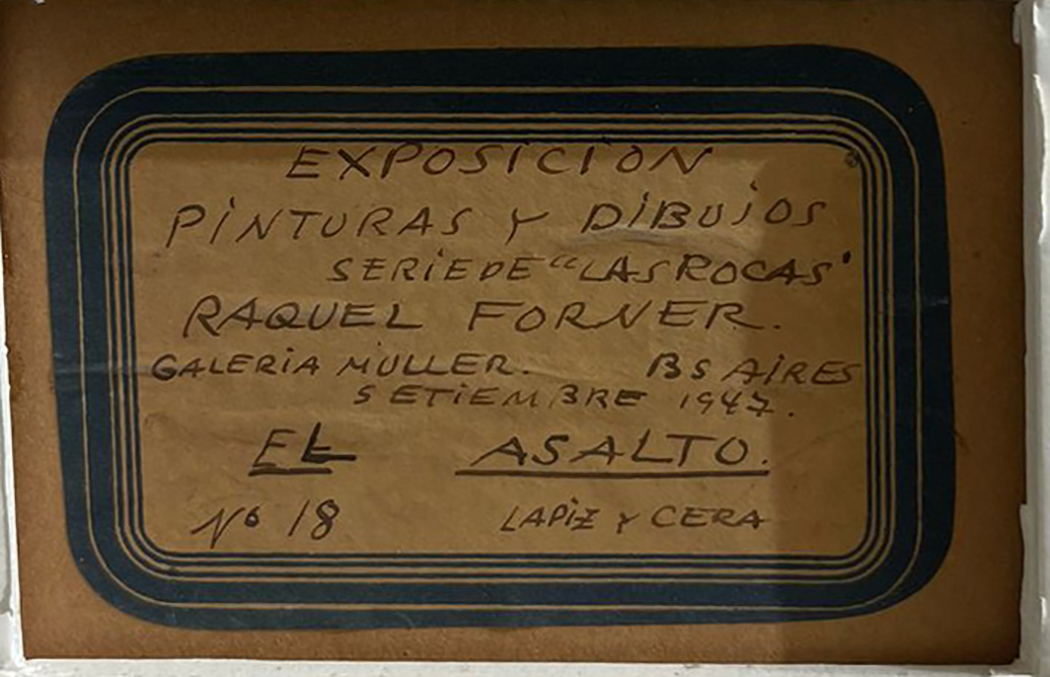 EXPOSICION
PINTURAS Y DIBUJOS
SERIE DE "LAS ROCAS"
RAQUEL FORNER.
GALERIA MULLER. BS AIRES
SETIEMBRE 1947.
EL ASALTO.
Nº 18 LAPIZ Y CERA